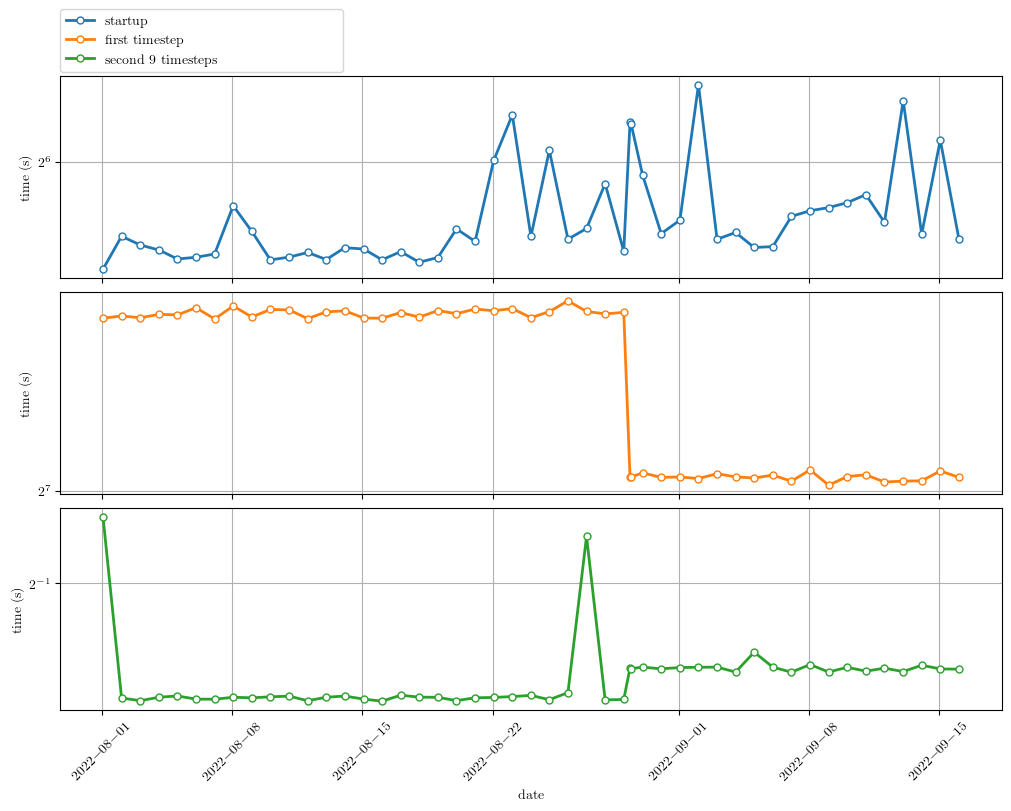 startup
first timestep
second 9 timesteps
time (s)
2^6
time (s)
2^7
time (s)
2^-1
2022−08−01
2022−08−08
2022−08−15
2022−08−22
2022−09−01
2022−09−08
2022−09−15
date